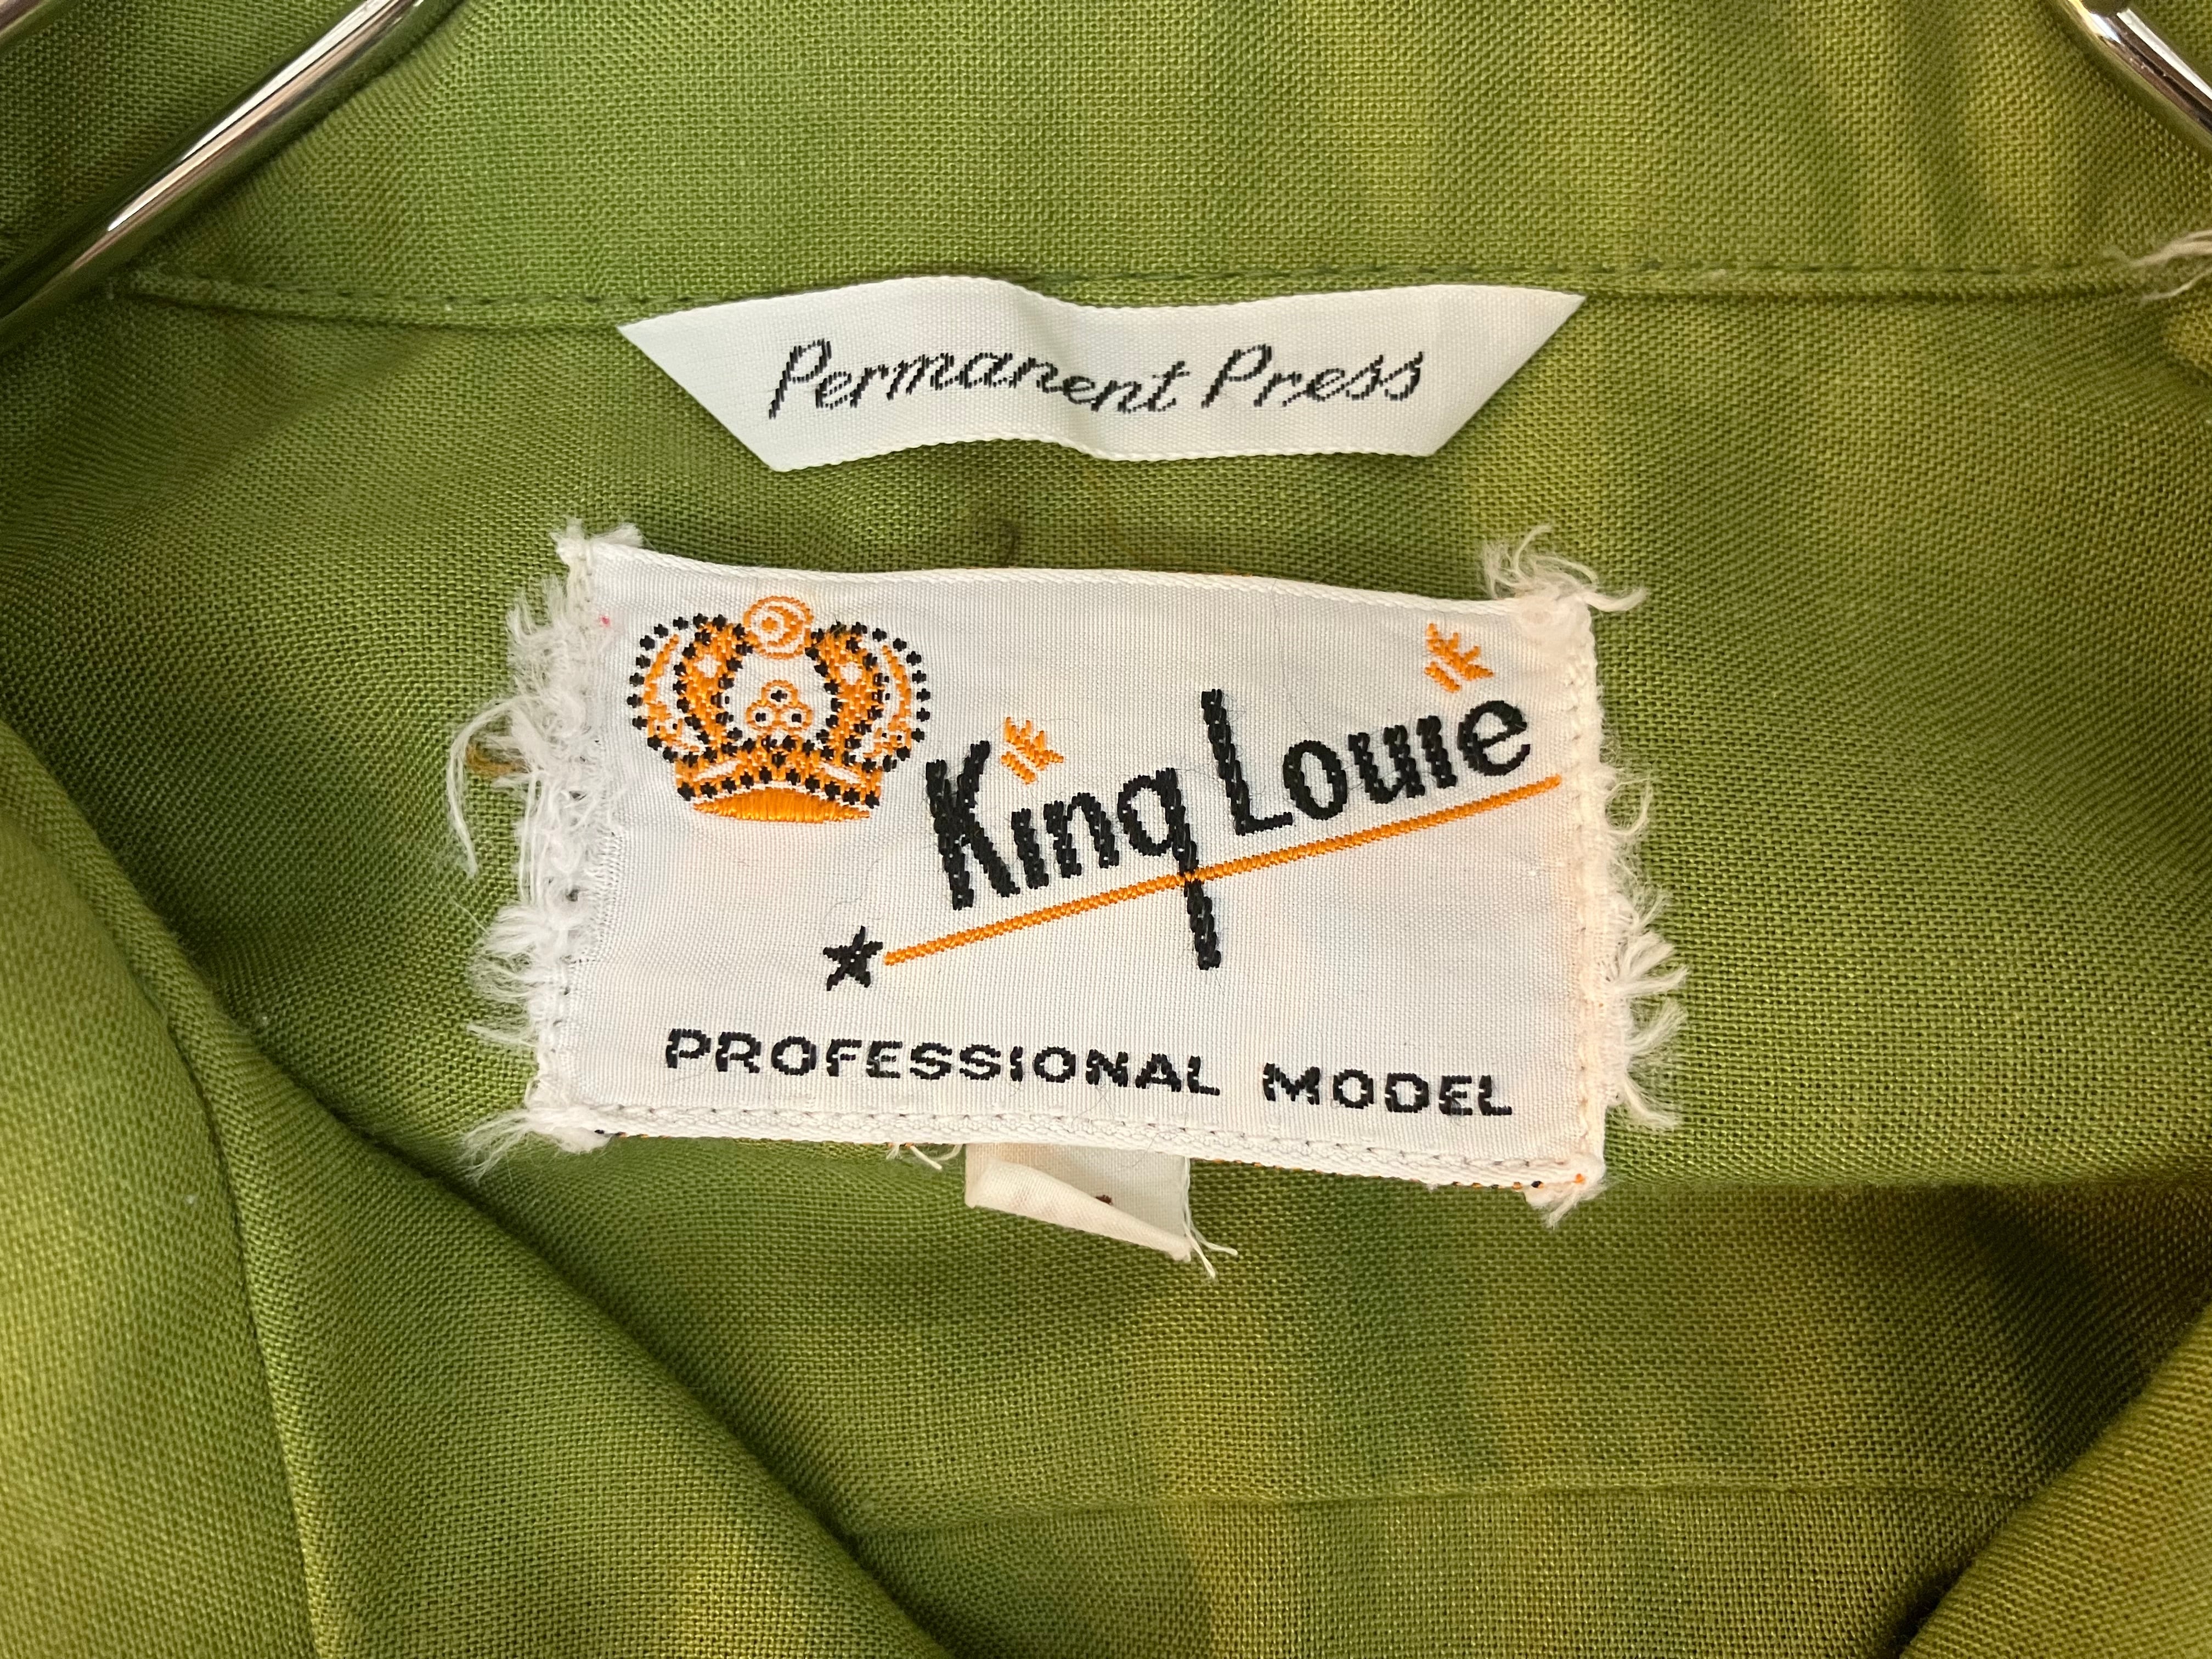 Permanent Press
King Louie
PROFESSIONAL MODEL